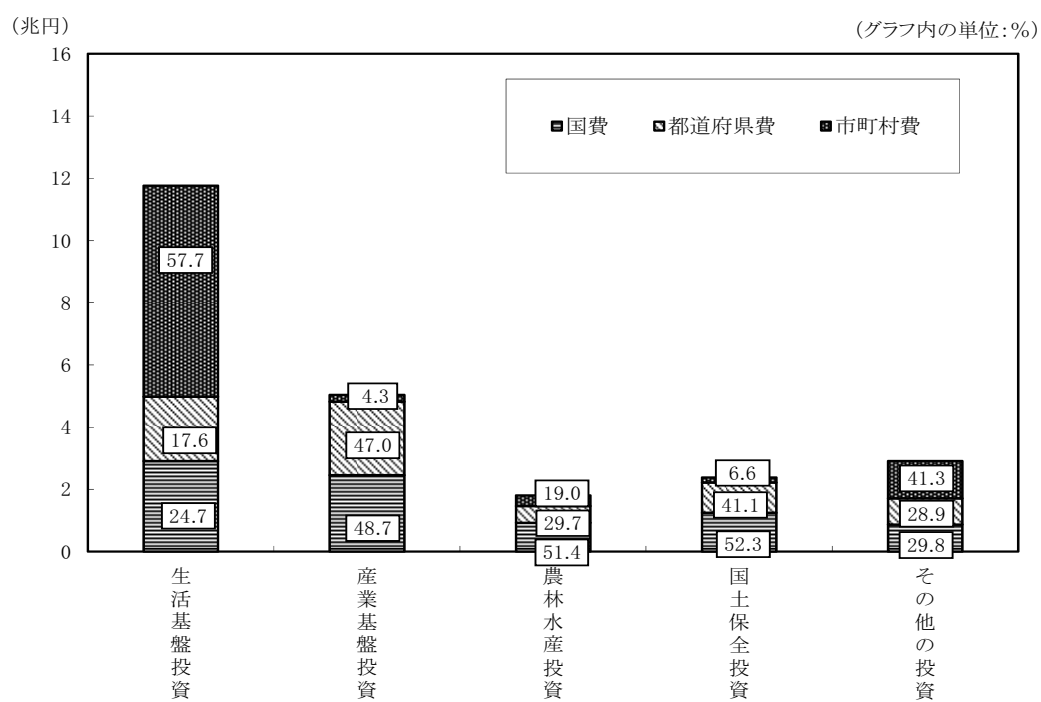 （兆円）
（グラフ内の単位：％）
16
14
12
10
8
6
4
2
0
国費
都道府県費
市町村費
57.7
17.6
24.7
4.3
47.0
48.7
19.0
29.7
51.4
6.6
41.1
52.3
41.3
28.9
29.8
生活基盤投資
産業基盤投資
農林水産投資
国土保全投資
その他の投資